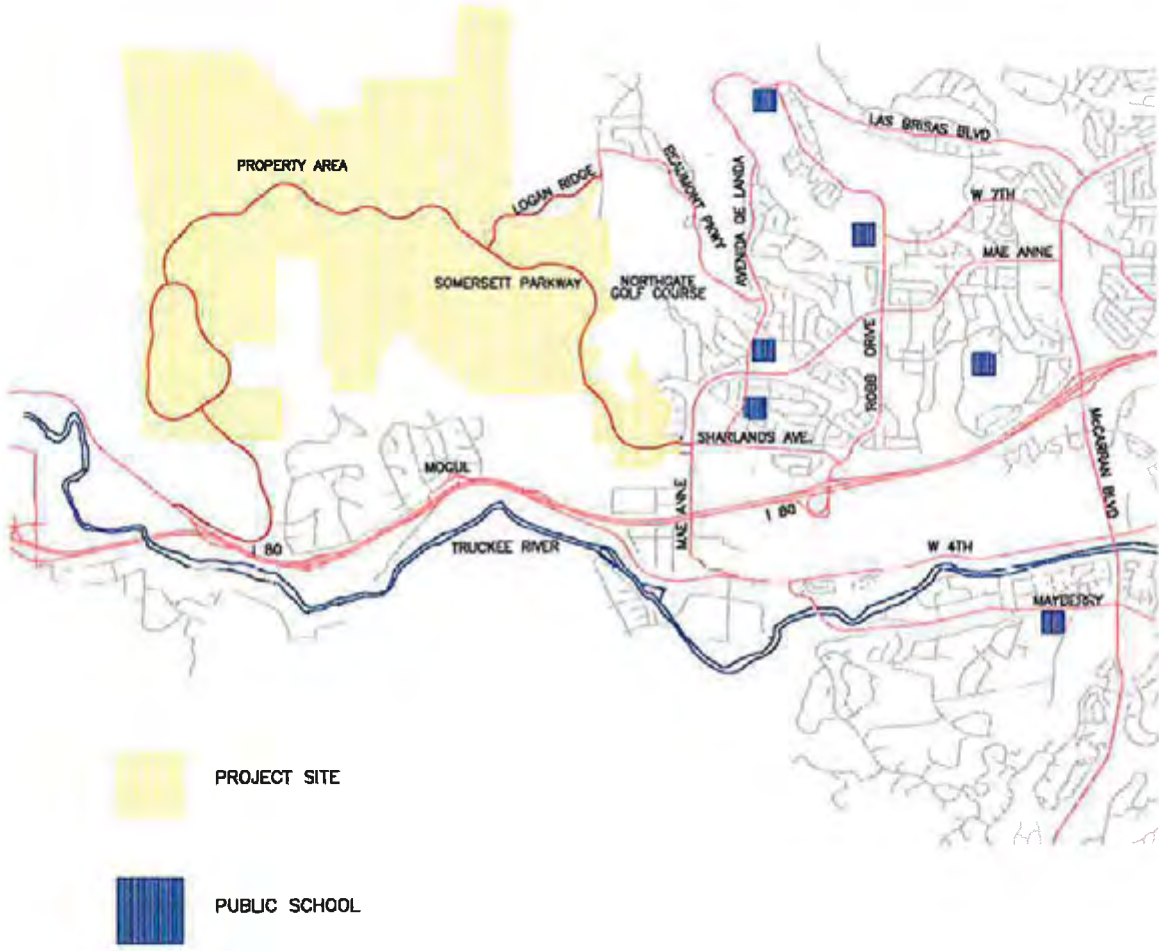 LAS BRISAS BLVD
PROPERTY AREA
LOGAN RIDGE
BEAUMONT PKWY
AVENIDA DE LANDA
W 7TH
MAE ANNE
SOMERSETT PARKWAY
NORTHGATE
GOLF COURSE
ROBB DRIVE
SHARLANDS AVE.
McCARRAN BLVD
MOGUL
MAE ANNE
I 80
I 80
TRUCKEE RIVER
W 4TH
MAYBERRY
PROJECT SITE
PUBLIC SCHOOL